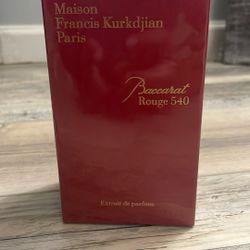 Maison
Francis Kurkdjian
Paris
Baccarat
Rouge 540
Extrait de parfum